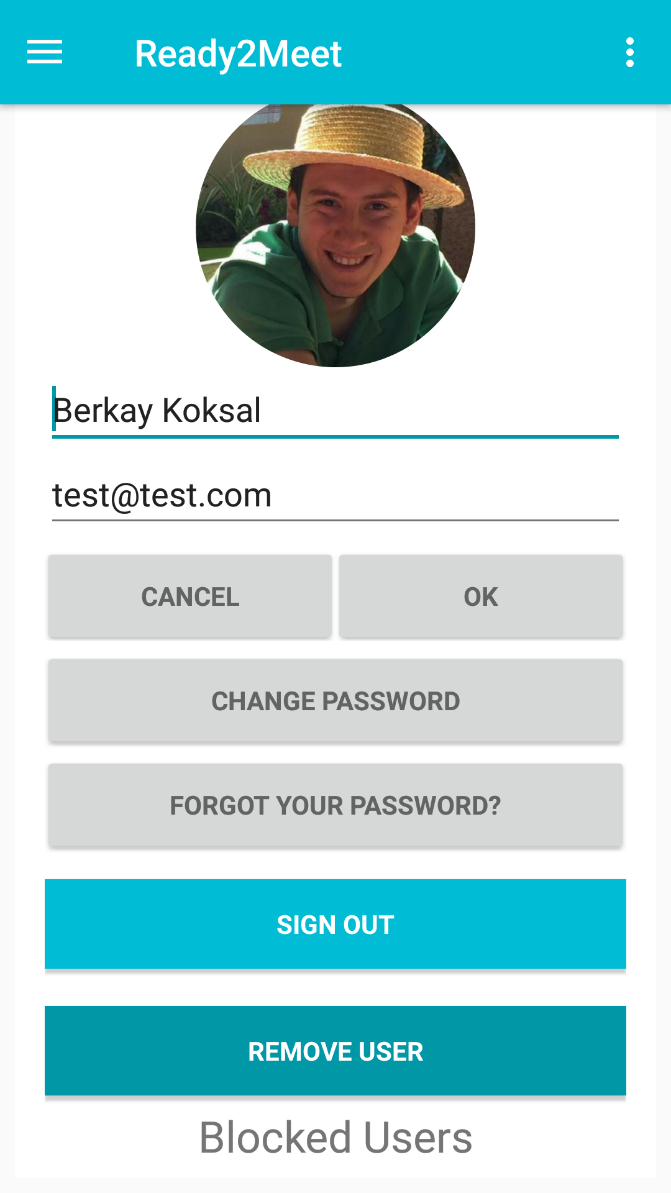 Ready2Meet
Berkay Koksal
test@test.com
CANCEL OK
CHANGE PASSWORD
FORGOT YOUR PASSWORD?
SIGN OUT
REMOVE USER
Blocked Users